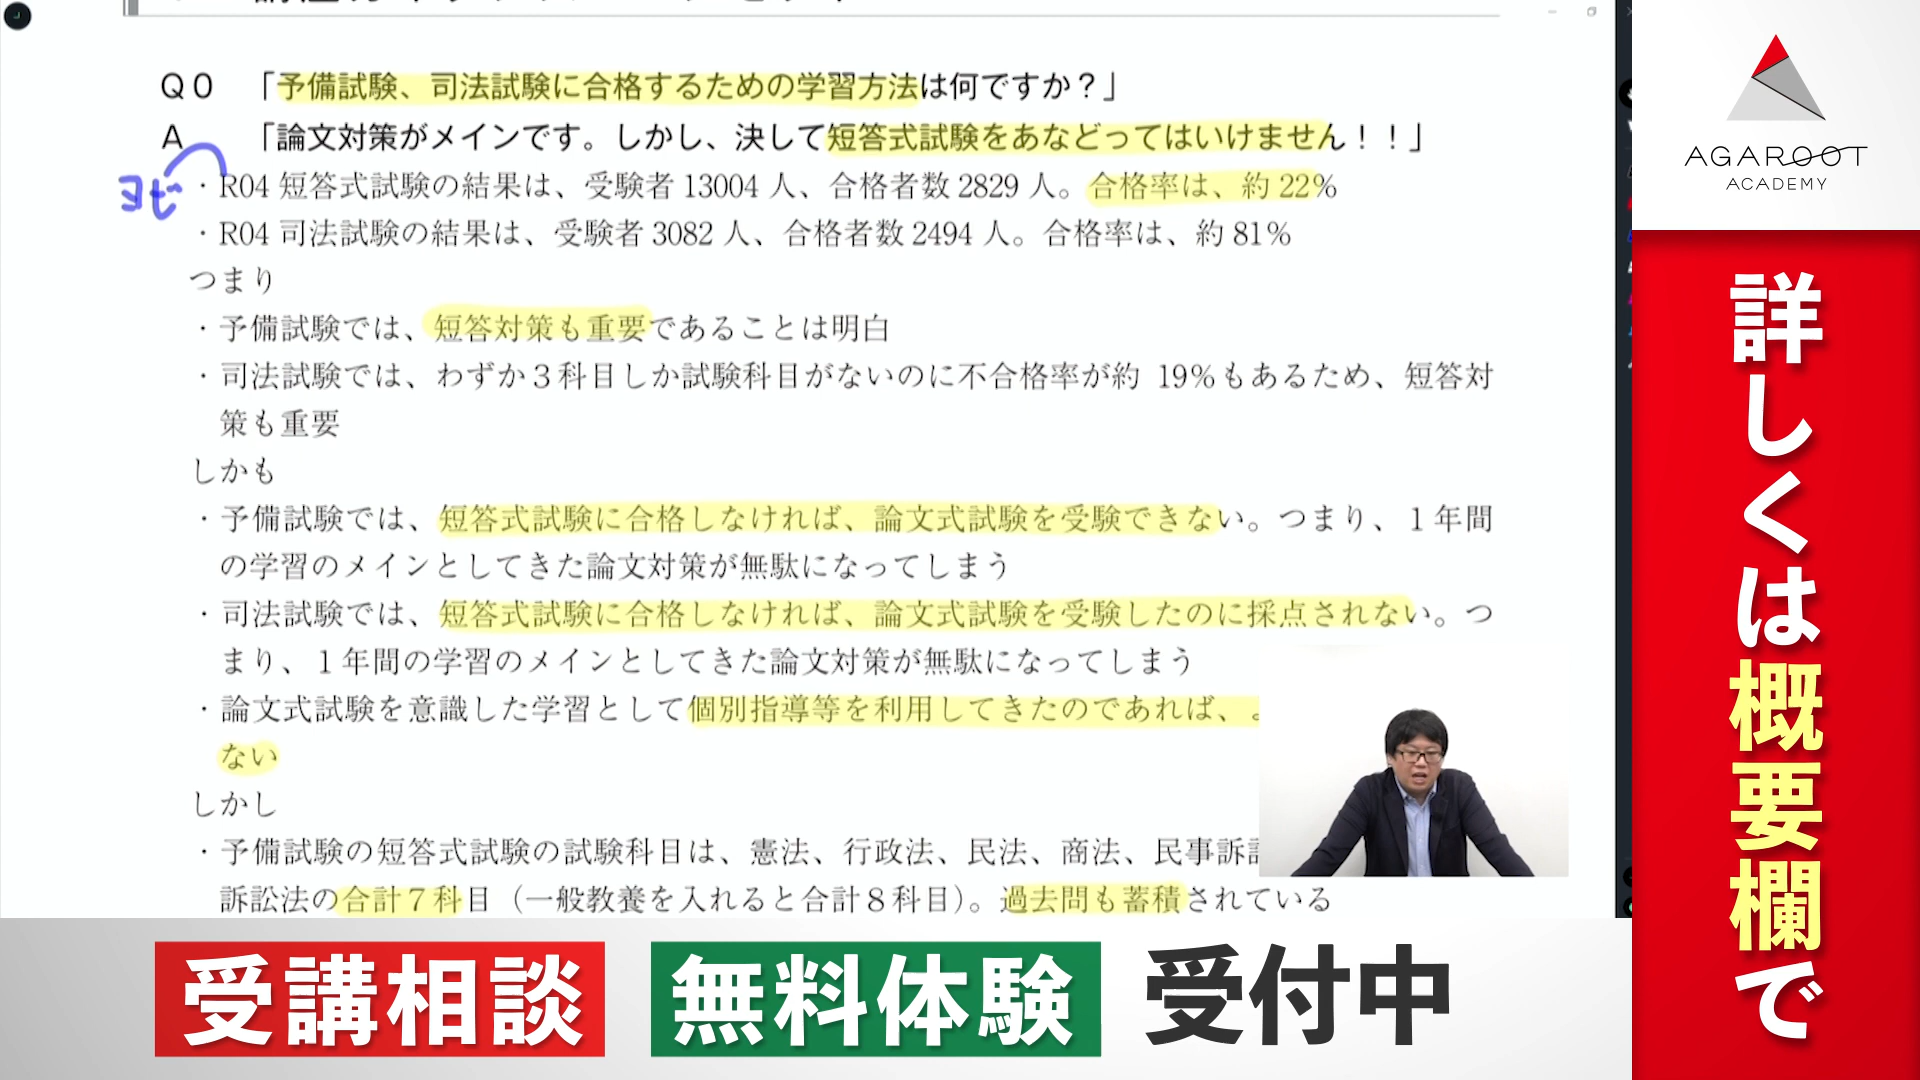 Q0 「予備試験、司法試験に合格するための学習方法は何ですか？」
A 「論文対策がメインです。しかし、決して短答式試験をあなどってはいけません！！」
ヨビ
・R04 短答式試験の結果は、受験者 13004 人、合格者数 2829 人。合格率は、約 22%
・R04 司法試験の結果は、受験者 3082 人、合格者数 2494 人。合格率は、約 81%
つまり
・予備試験では、短答対策も重要であることは明白
・司法試験では、わずか３科目しか試験科目がないのに不合格率が約 19%もあるため、短答対
策も重要
しかも
・予備試験では、短答式試験に合格しなければ、論文式試験を受験できない。つまり、１年間
の学習のメインとしてきた論文対策が無駄になってしまう
・司法試験では、短答式試験に合格しなければ、論文式試験を受験したのに採点されない。つ
まり、１年間の学習のメインとしてきた論文対策が無駄になってしまう
・論文式試験を意識した学習として個別指導等を利用してきたのであれば、
ない
しかし
・予備試験の短答式試験の試験科目は、憲法、行政法、民法、商法、民事訴訟
訴訟法の合計７科目（一般教養を入れると合計８科目）。過去問も蓄積されている
AGAROOT
ACADEMY
詳しくは概要欄で
受講相談 無料体験 受付中